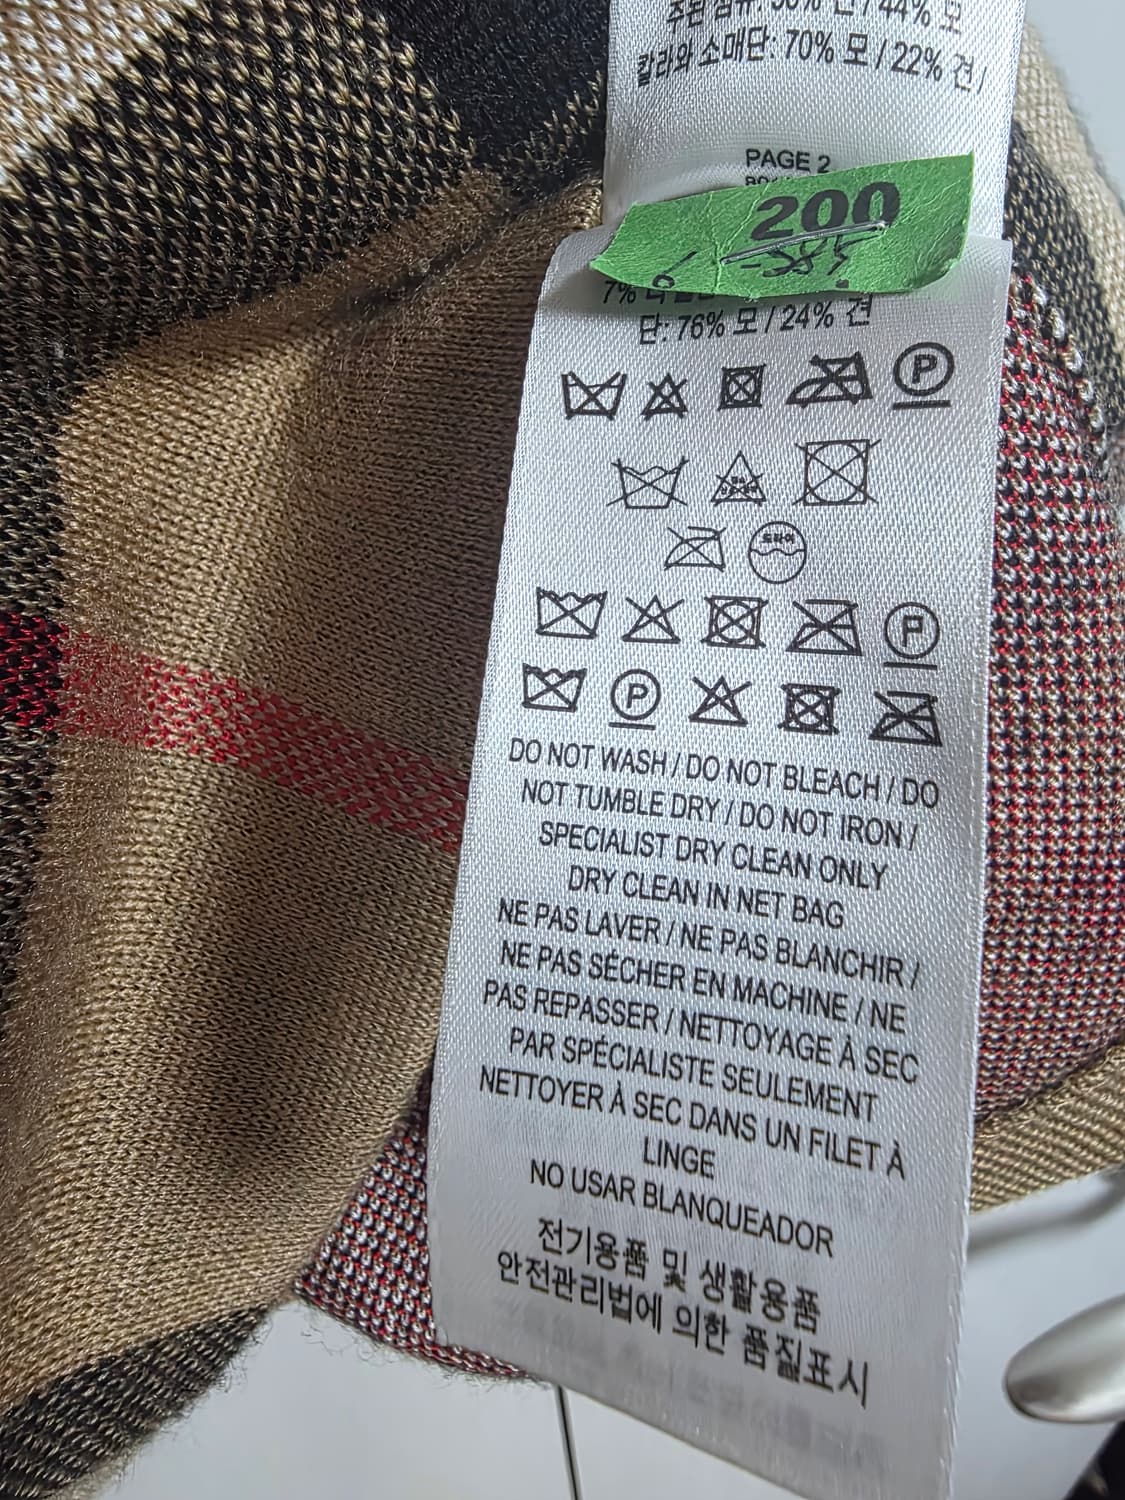 칼라와 소매단: 70% 모 / 22% 견 /
PAGE 2
200
7%
단: 76% 모 / 24% 견
P
드라이
P
P
DO NOT WASH / DO NOT BLEACH / DO
NOT TUMBLE DRY / DO NOT IRON /
SPECIALIST DRY CLEAN ONLY
DRY CLEAN IN NET BAG
NE PAS LAVER / NE PAS BLANCHIR /
NE PAS SÉCHER EN MACHINE / NE
PAS REPASSER / NETTOYAGE À SEC
PAR SPÉCIALISTE SEULEMENT
NETTOYER À SEC DANS UN FILET À
LINGE
NO USAR BLANQUEADOR
전기용품 및 생활용품
안전관리법에 의한 품질표시